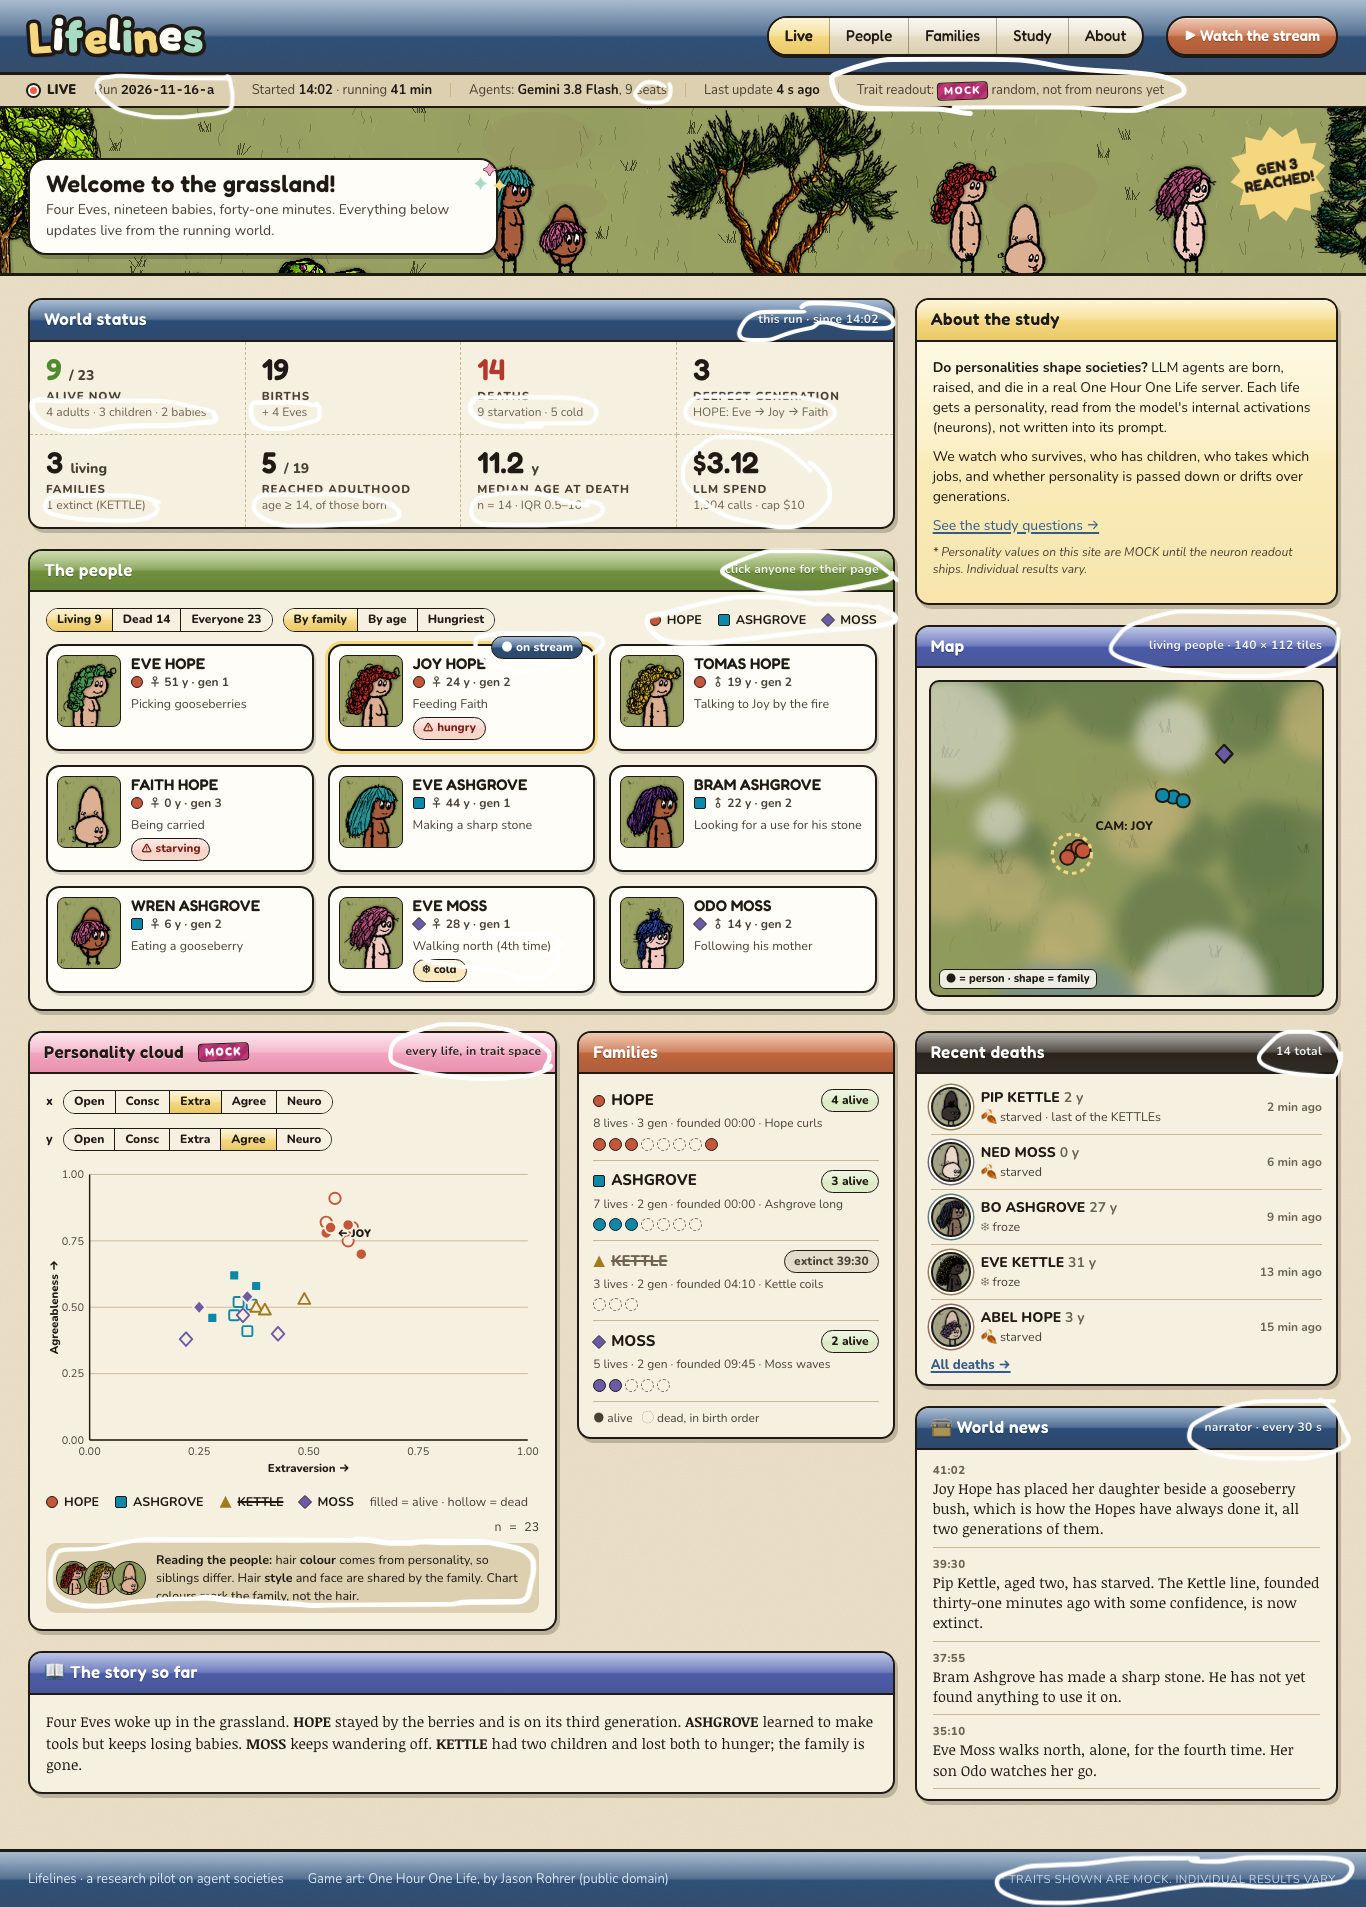 Lifelines
Live People Families Study About
Watch the stream
LIVE Run 2026-11-16-a Started 14:02 · running 41 min Agents: Gemini 3.8 Flash, 9 seats Last update 4 s ago Trait readout: MOCK random, not from neurons yet
Welcome to the grassland!
Four Eves, nineteen babies, forty-one minutes. Everything below
updates live from the running world.
GEN 3
REACHED!
World status this run · since 14:02
9 / 23
ALIVE NOW
4 adults · 3 children · 2 babies
19
BIRTHS
+ 4 Eves
14
DEATHS
9 starvation · 5 cold
3
DEEPEST GENERATION
HOPE: Eve → Joy → Faith
3 living
FAMILIES
1 extinct (KETTLE)
5 / 19
REACHED ADULTHOOD
age ≥ 14, of those born
11.2 y
MEDIAN AGE AT DEATH
n = 14 · IQR 0.5–16
$3.12
LLM SPEND
1,904 calls · cap $10
About the study
Do personalities shape societies? LLM agents are born,
raised, and die in a real One Hour One Life server. Each life
gets a personality, read from the model's internal activations
(neurons), not written into its prompt.
We watch who survives, who has children, who takes which
jobs, and whether personality is passed down or drifts over
generations.
See the study questions →
* Personality values on this site are MOCK until the neuron readout
ships. Individual results vary.
The people click anyone for their page
Living 9 Dead 14 Everyone 23 By family By age Hungriest HOPE ASHGROVE MOSS
EVE HOPE
♀ 51 y · gen 1
Picking gooseberries
on stream
JOY HOPE
♀ 24 y · gen 2
Feeding Faith
⚠ hungry
TOMAS HOPE
♂ 19 y · gen 2
Talking to Joy by the fire
FAITH HOPE
♀ 0 y · gen 3
Being carried
⚠ starving
EVE ASHGROVE
♀ 44 y · gen 1
Making a sharp stone
BRAM ASHGROVE
♂ 22 y · gen 2
Looking for a use for his stone
WREN ASHGROVE
♀ 6 y · gen 2
Eating a gooseberry
EVE MOSS
♀ 28 y · gen 1
Walking north (4th time)
❄ cold
ODO MOSS
♂ 14 y · gen 2
Following his mother
Map living people · 140 × 112 tiles
CAM: JOY
● = person · shape = family
Personality cloud MOCK every life, in trait space
x Open Consc Extra Agree Neuro
y Open Consc Extra Agree Neuro
1.00
0.75
0.50
0.25
0.00
← JOY
Agreeableness →
0.00 0.25 0.50 0.75 1.00
Extraversion →
HOPE ASHGROVE KETTLE MOSS filled = alive · hollow = dead
n = 23
Reading the people: hair colour comes from personality, so
siblings differ. Hair style and face are shared by the family. Chart
colours mark the family, not the hair.
Families
HOPE 4 alive
8 lives · 3 gen · founded 00:00 · Hope curls
ASHGROVE 3 alive
7 lives · 2 gen · founded 00:00 · Ashgrove long
KETTLE extinct 39:30
3 lives · 2 gen · founded 04:10 · Kettle coils
MOSS 2 alive
5 lives · 2 gen · founded 09:45 · Moss waves
alive dead, in birth order
Recent deaths 14 total
PIP KETTLE 2 y
starved · last of the KETTLEs
2 min ago
NED MOSS 0 y
starved
6 min ago
BO ASHGROVE 27 y
❄ froze
9 min ago
EVE KETTLE 31 y
❄ froze
13 min ago
ABEL HOPE 3 y
starved
15 min ago
All deaths →
World news narrator · every 30 s
41:02
Joy Hope has placed her daughter beside a gooseberry
bush, which is how the Hopes have always done it, all
two generations of them.
39:30
Pip Kettle, aged two, has starved. The Kettle line, founded
thirty-one minutes ago with some confidence, is now
extinct.
37:55
Bram Ashgrove has made a sharp stone. He has not yet
found anything to use it on.
35:10
Eve Moss walks north, alone, for the fourth time. Her
son Odo watches her go.
The story so far
Four Eves woke up in the grassland. HOPE stayed by the berries and is on its third generation. ASHGROVE learned to make
tools but keeps losing babies. MOSS keeps wandering off. KETTLE had two children and lost both to hunger; the family is
gone.
Lifelines · a research pilot on agent societies Game art: One Hour One Life, by Jason Rohrer (public domain) TRAITS SHOWN ARE MOCK. INDIVIDUAL RESULTS VARY.